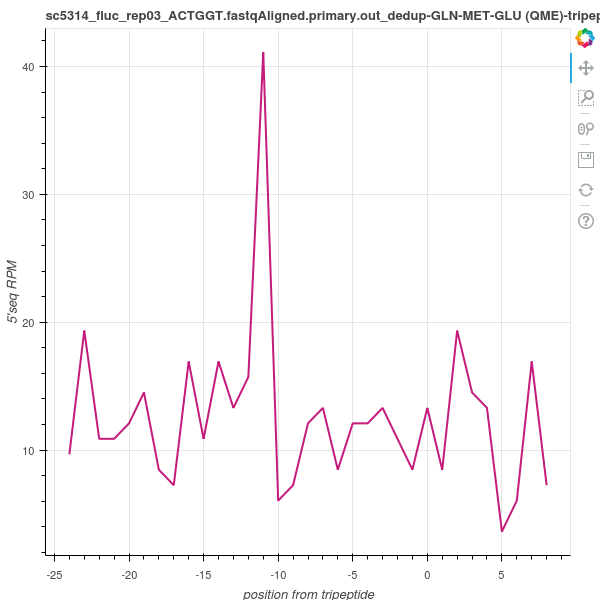 sc5314_fluc_rep03_ACTGGT.fastqAligned.primary.out_dedup-GLN-MET-GLU (QME)-tripep
40
30
20
10
5'seq RPM
-25 -20 -15 -10 -5 0 5
position from tripeptide